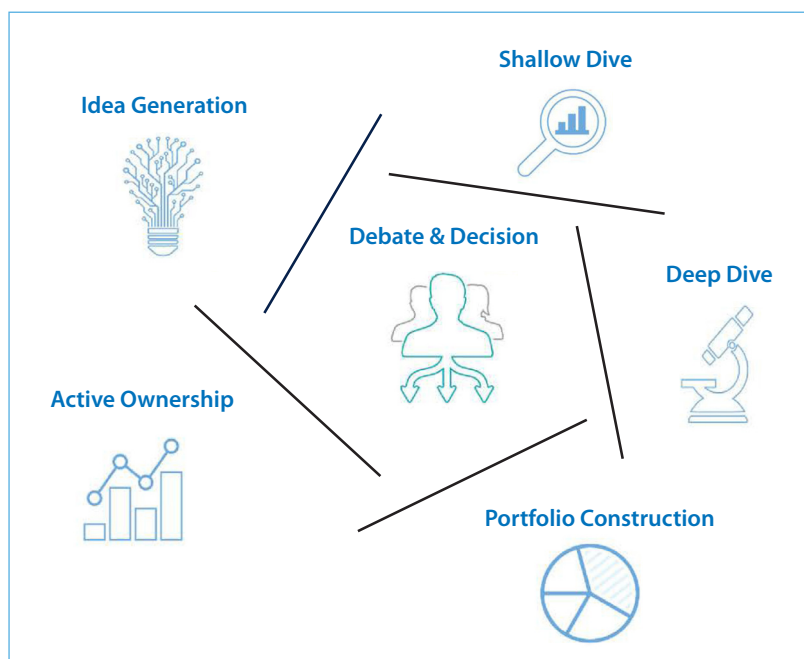 Shallow Dive
Idea Generation
Debate & Decision
Deep Dive
Active Ownership
Portfolio Construction